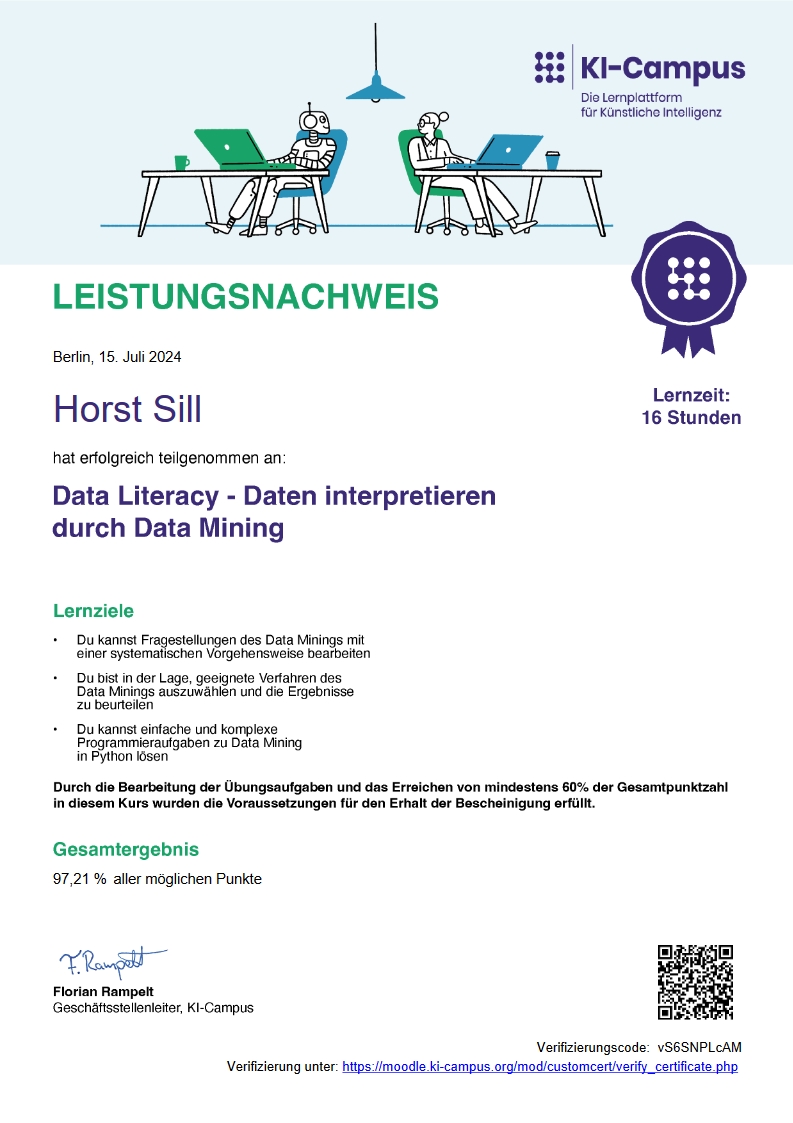 KI-Campus
Die Lernplattform
für Künstliche Intelligenz
LEISTUNGSNACHWEIS
Berlin, 15. Juli 2024
Horst Sill
Lernzeit:
16 Stunden
hat erfolgreich teilgenommen an:
Data Literacy - Daten interpretieren
durch Data Mining
Lernziele
• Du kannst Fragestellungen des Data Minings mit
einer systematischen Vorgehensweise bearbeiten
• Du bist in der Lage, geeignete Verfahren des
Data Minings auszuwählen und die Ergebnisse
zu beurteilen
• Du kannst einfache und komplexe
Programmieraufgaben zu Data Mining
in Python lösen
Durch die Bearbeitung der Übungsaufgaben und das Erreichen von mindestens 60% der Gesamtpunktzahl
in diesem Kurs wurden die Voraussetzungen für den Erhalt der Bescheinigung erfüllt.
Gesamtergebnis
97,21 % aller möglichen Punkte
F. Rampelt
Florian Rampelt
Geschäftsstellenleiter, KI-Campus
Verifizierungscode: vS6SNPLcAM
Verifizierung unter: https://moodle.ki-campus.org/mod/customcert/verify_certificate.php